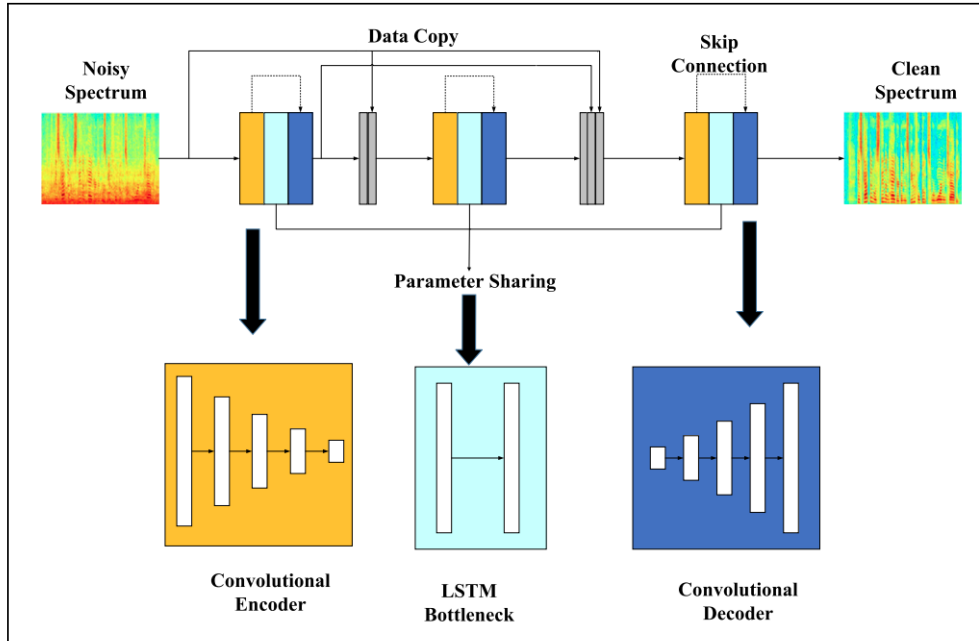 Data Copy
Skip
Connection
Noisy
Spectrum
Clean
Spectrum
Parameter Sharing
Convolutional
Encoder
LSTM
Bottleneck
Convolutional
Decoder